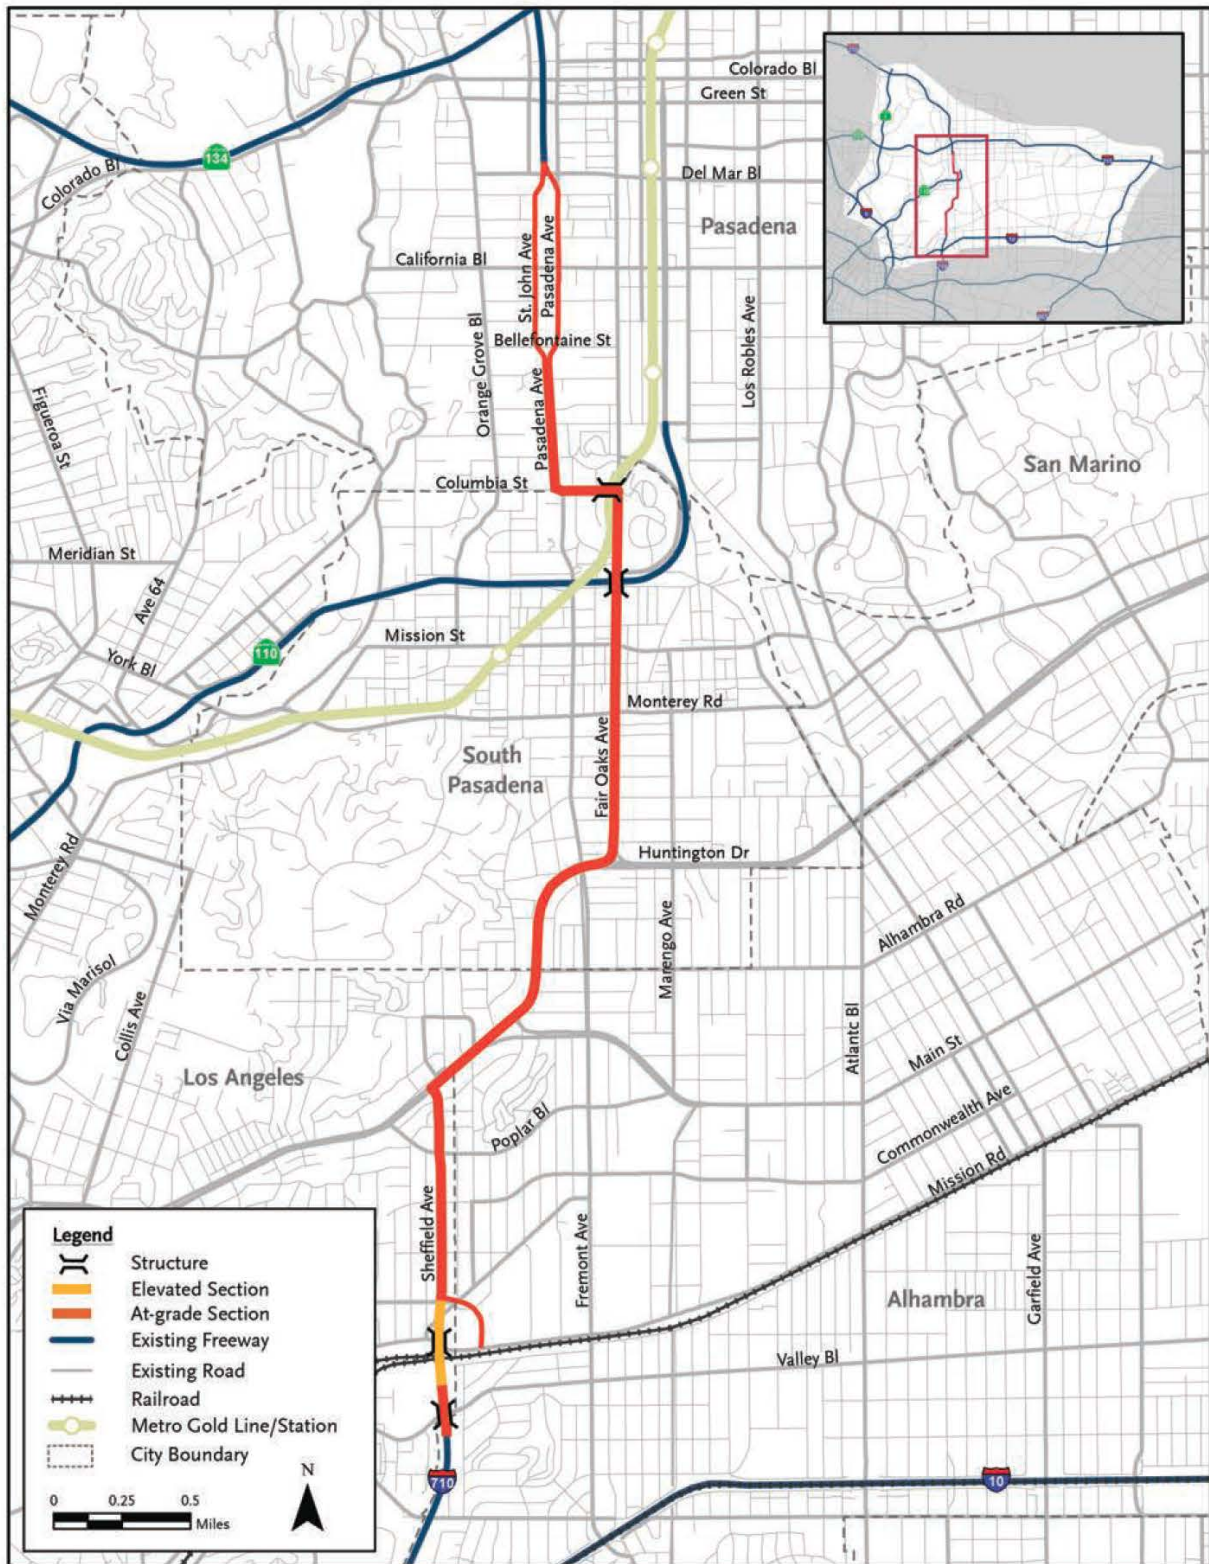 Colorado Bl
Green St
134
Colorado Bl
Del Mar Bl
Pasadena
St. John Ave
Pasadena Ave
California Bl
Orange Grove Bl
Bellefontaine St
Los Robles Ave
Figueroa St
Pasadena Ave
San Marino
Columbia St
Meridian St
Ave 64
110
Mission St
York Bl
Monterey Rd
Fair Oaks Ave
South
Pasadena
Huntington Dr
Monterey Rd
Alhambra Rd
Marengo Ave
Via Marisol
Collis Ave
Atlantc Bl
Main St
Los Angeles
Commonwealth Ave
Poplar Bl
Mission Rd
Sheffield Ave
Fremont Ave
Garfield Ave
Alhambra
Valley Bl
710
10
Legend
Structure
Elevated Section
At-grade Section
Existing Freeway
Existing Road
Railroad
Metro Gold Line/Station
City Boundary
N
0 0.25 0.5
Miles